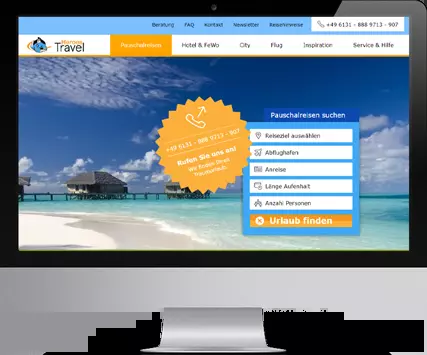 Beratung FAQ Kontakt Newsletter Reisehinweise +49 6131 - 888 9713 - 907
Travel
Pauschalreisen Hotel & FeWo City Flug Inspiration Service & Hilfe
+49 6131 - 888 9713 - 907
Rufen Sie uns an!
Wir finden Ihren
Traumurlaub!
Pauschalreisen suchen
Reiseziel auswählen
Abflughafen
Anreise
Länge Aufenhalt
Anzahl Personen
Urlaub finden